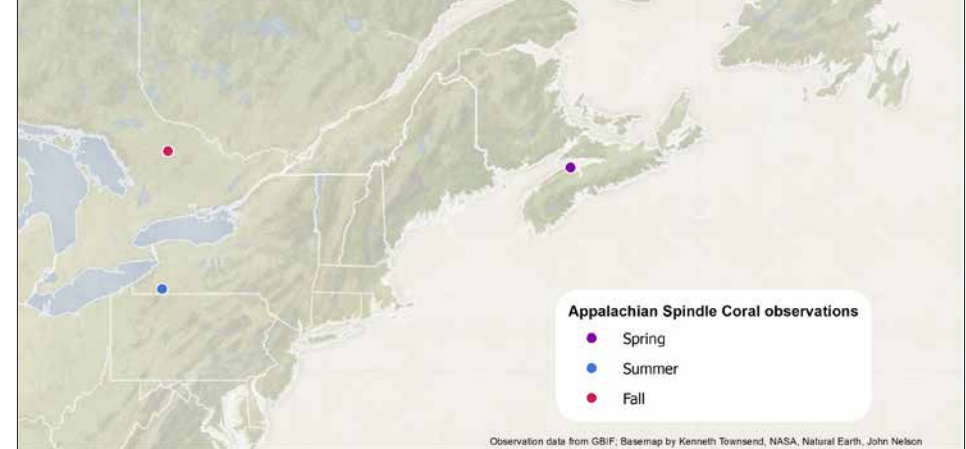 Appalachian Spindle Coral observations
Spring
Summer
Fall
Observation data from GBIF; Basemap by Kenneth Townsend, NASA, Natural Earth, John Nelson